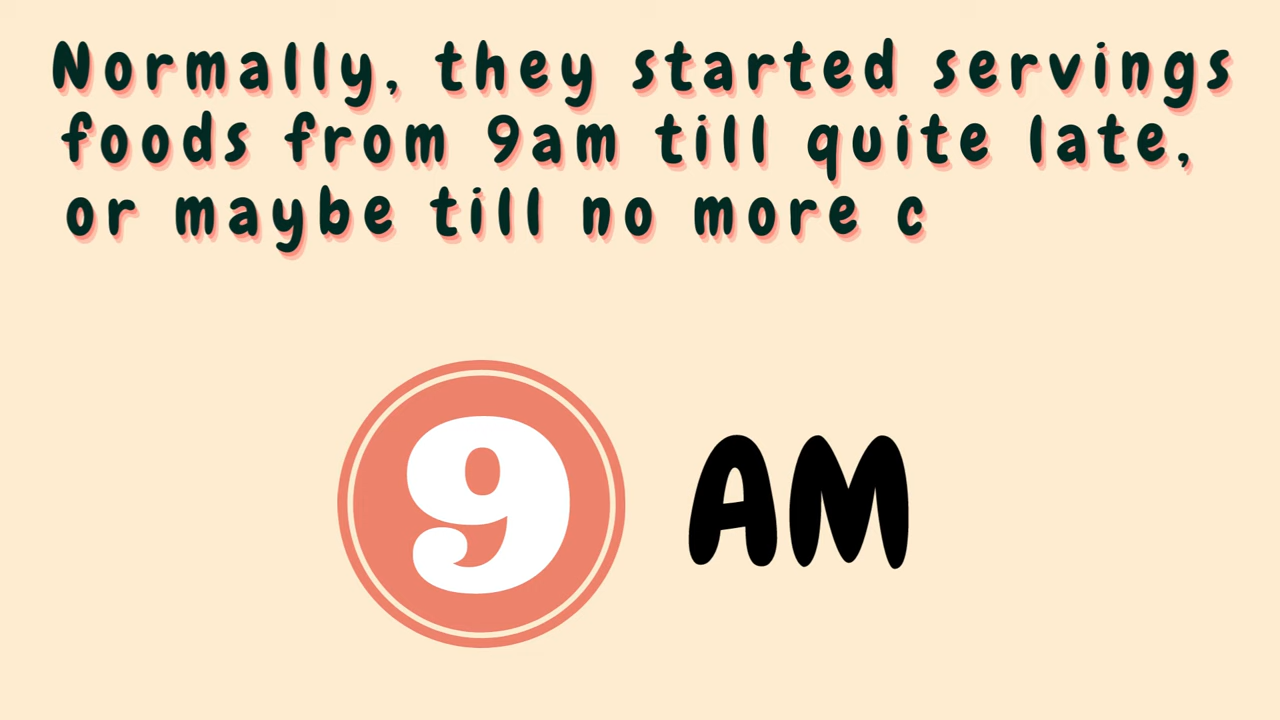 Normally, they started servings
foods from 9am till quite late,
or maybe till no more c
9 AM